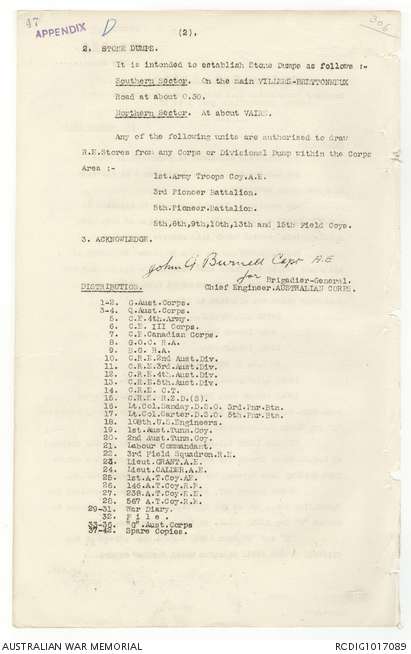 97
APPENDIX D
306
(2).
2. STONE DUMPS.
It is intended to establish Stone Dumps as follows :-
Southern Sector. On the main VILLERS-BRETTONNEUX
Road at about O.30.
Northern Sector. At about VAIRE.
Any of the following units are authorised to draw
R.E.Stores from any Corps or Divisional Dump within the Corps
Area :-
1st.Army Troops Coy.A.E.
3rd Pioneer Battalion.
5th.Pioneer.Battalion.
5th,6th,9th,10th,13th and 15th Field Coys.
3. ACKNOWLEDGE.
John G Burnell Capt A.E
for Brigadier-General.
DISTRIBUTION. Chief Engineer.AUSTRALIAN CORPS.
1-2. G.Aust.Corps.
3-4. Q.Aust.Corps.
5. C.E.4th.Army.
6. C.E. III Corps.
7. C.E.Canadian Corps.
8. G.O.C. R.A.
9. B.G. H.A.
10. C.R.E.2nd Aust.Div.
11. C.R.E.3rd Aust.Div.
12. C.R.E.4th Aust.Div.
13. C.R.E.5th Aust.Div.
14. C.R.E. C.T.
15. C.R.E. R.Z.D.(S).
16. Lt.Col.Sanday.D.S.O. 3rd.Pnr.Btn.
17. Lt.Col.Carter.D.S.O. 5th.Pnr.Btn.
18. 108th.U.S.Engineers.
19. 1st.Aust.Tunn.Coy.
20. 2nd Aust.Tunn.Coy.
21. Labour Commandant.
22. 3rd Field Squadron.R.E.
23. Lieut.GRANT.A.E.
24. Lieut.CALDER.A.E.
25. 1st.A.T.Coy.AE.
26. 146 A.T.Coy.R.E.
27. 238.A.T.Coy.R.E.
28. 567 A.T.Coy.R.E.
29-31. War Diary.
32. F i l e .
33-36. "G".Aust.Corps
37-42. Spare Copies.
AUSTRALIAN WAR MEMORIAL
RCDIG1017089